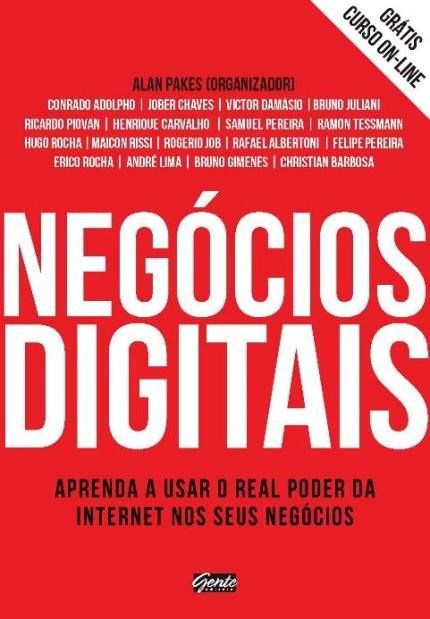 GRÁTIS
CURSO ON-LINE
ALAN PAKES (ORGANIZADOR)
CONRADO ADOLPHO | JOBER CHAVES | VICTOR DAMÁSIO | BRUNO JULIANI
RICARDO PIOVAN | HENRIQUE CARVALHO | SAMUEL PEREIRA | RAMON TESSMANN
HUGO ROCHA | MAICON RISSI | ROGERIO JOB | RAFAEL ALBERTONI | FELIPE PEREIRA
ERICO ROCHA | ANDRÉ LIMA | BRUNO GIMENES | CHRISTIAN BARBOSA
NEGÓCIOS
DIGITAIS
APRENDA A USAR O REAL PODER DA
INTERNET NOS SEUS NEGÓCIOS
Gente
EDITORA